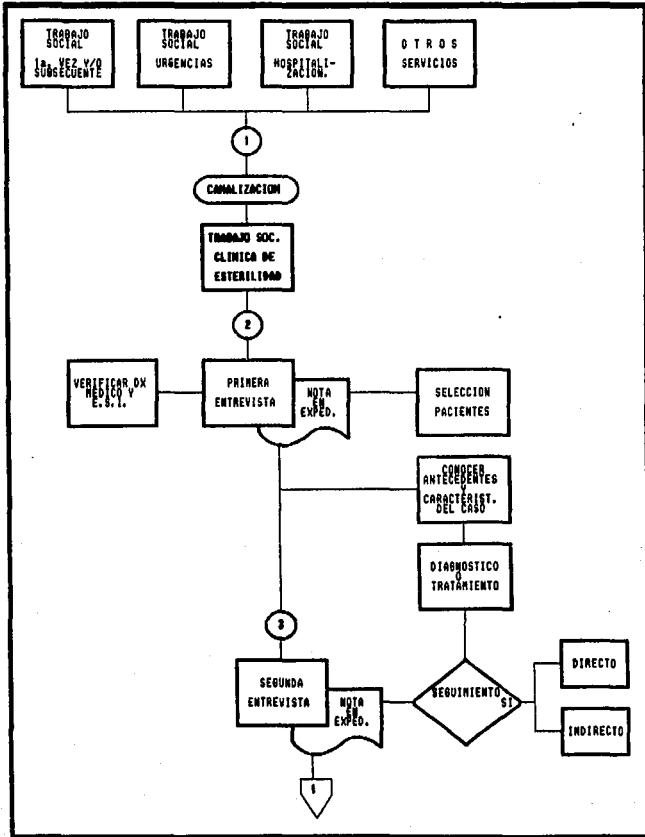 TRABAJO
SOCIAL
1a. VEZ Y/O
SUBSECUENTE
TRABAJO
SOCIAL
URGENCIAS
TRABAJO
SOCIAL
HOSPITALI-
ZACION.
O T R O S
SERVICIOS
1
CANALIZACION
TRABAJO SOC.
CLINICA DE
ESTERILIDAD
2
VERIFICAR DX
MEDICO Y
E.S.I.
PRIMERA
ENTREVISTA
NOTA
EN
EXPED.
SELECCION
PACIENTES
CONOCER
ANTECEDENTES
Y
CARACTERIST.
DEL CASO
DIAGNOSTICO
O
TRATAMIENTO
3
SEGUNDA
ENTREVISTA
NOTA
EN
EXPED.
SEGUIMIENTO
SI
DIRECTO
INDIRECTO
1